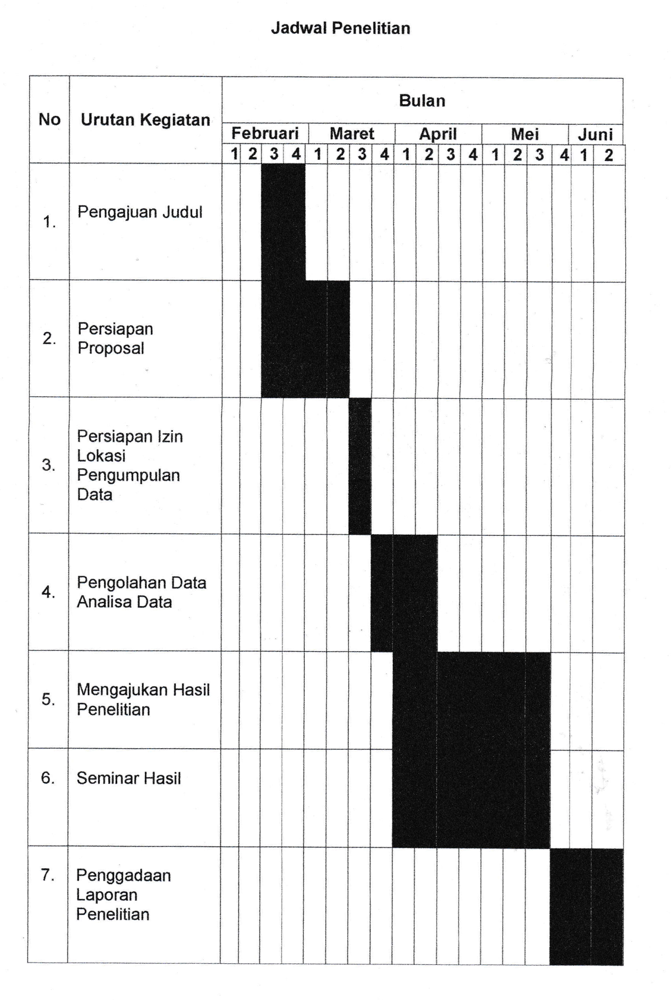 Jadwal Penelitian
No Urutan Kegiatan Bulan
Februari Maret April Mei Juni
1 2 3 4 1 2 3 4 1 2 3 4 1 2 3 4 1 2
1. Pengajuan Judul
2. Persiapan
Proposal
3. Persiapan Izin
Lokasi
Pengumpulan
Data
4. Pengolahan Data
Analisa Data
5. Mengajukan Hasil
Penelitian
6. Seminar Hasil
7. Penggadaan
Laporan
Penelitian